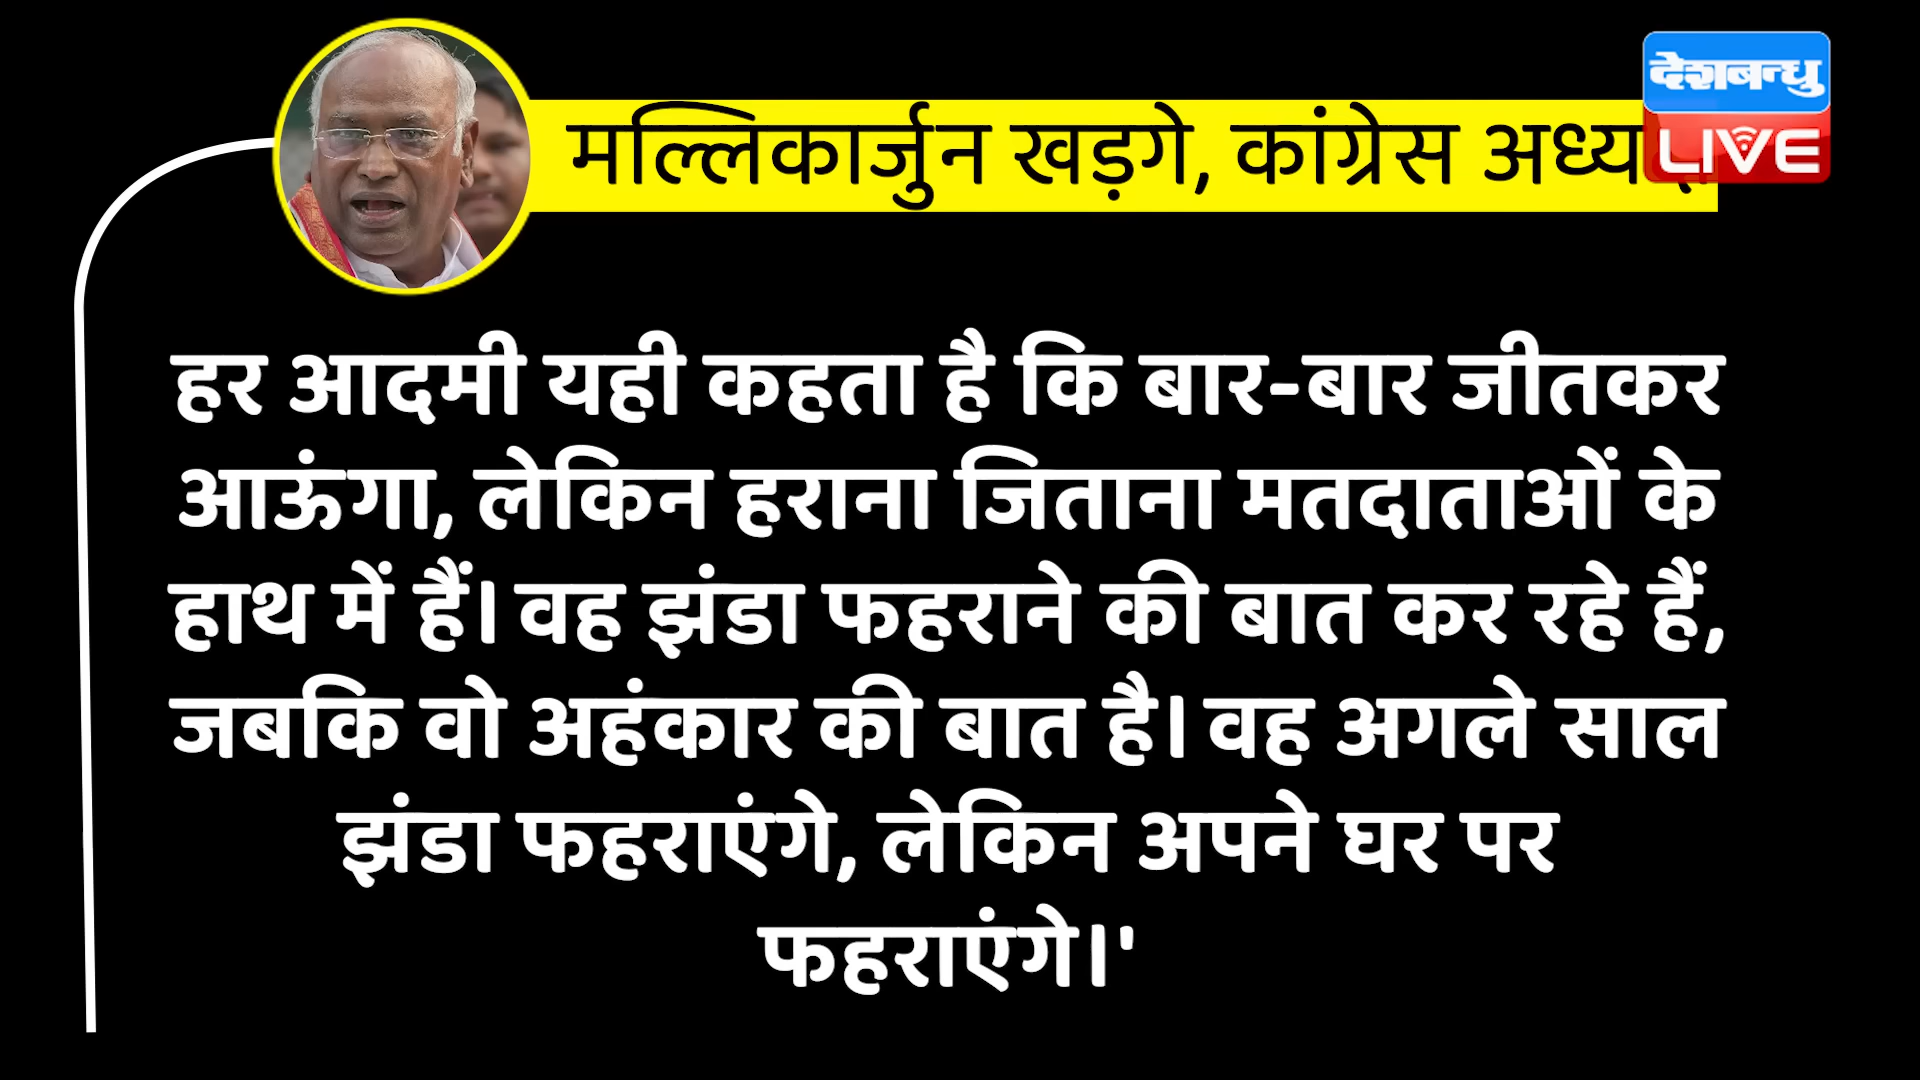 देशबन्धु
LIVE
मल्लिकार्जुन खड़गे, कांग्रेस
हर आदमी यही कहता है कि बार-बार जीतकर
आऊंगा, लेकिन हराना जिताना मतदाताओं के
हाथ में हैं। वह झंडा फहराने की बात कर रहे हैं,
जबकि वो अहंकार की बात है। वह अगले साल
झंडा फहराएंगे, लेकिन अपने घर पर
फहराएंगे।'